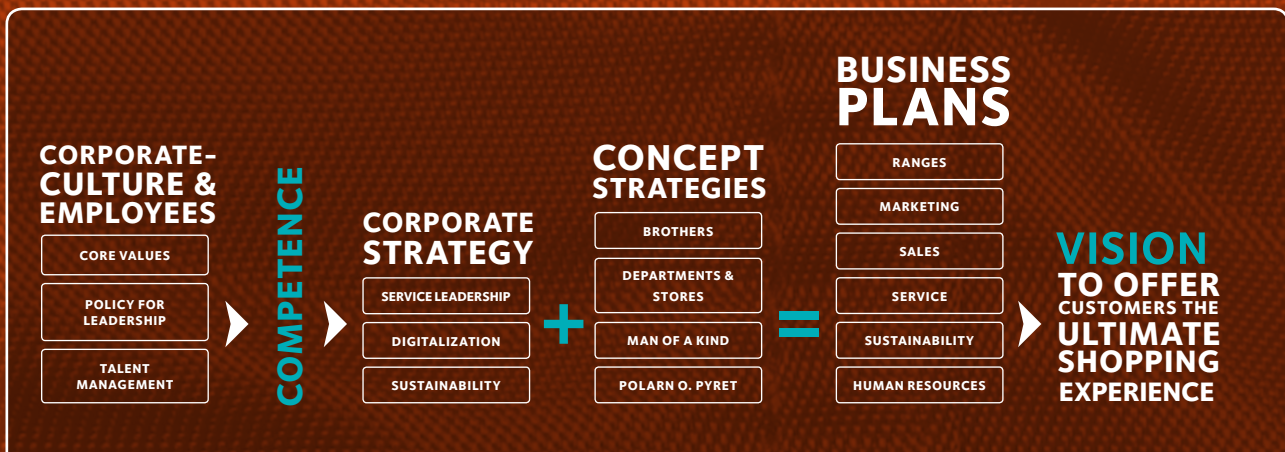 CORPORATE-
CULTURE &
EMPLOYEES
CORE VALUES
POLICY FOR
LEADERSHIP
TALENT
MANAGEMENT
COMPETENCE
CORPORATE
STRATEGY
SERVICE LEADERSHIP
DIGITALIZATION
SUSTAINABILITY
+
CONCEPT
STRATEGIES
BROTHERS
DEPARTMENTS &
STORES
MAN OF A KIND
POLARN O. PYRET
=
BUSINESS
PLANS
RANGES
MARKETING
SALES
SERVICE
SUSTAINABILITY
HUMAN RESOURCES
VISION
TO OFFER
CUSTOMERS THE
ULTIMATE
SHOPPING
EXPERIENCE